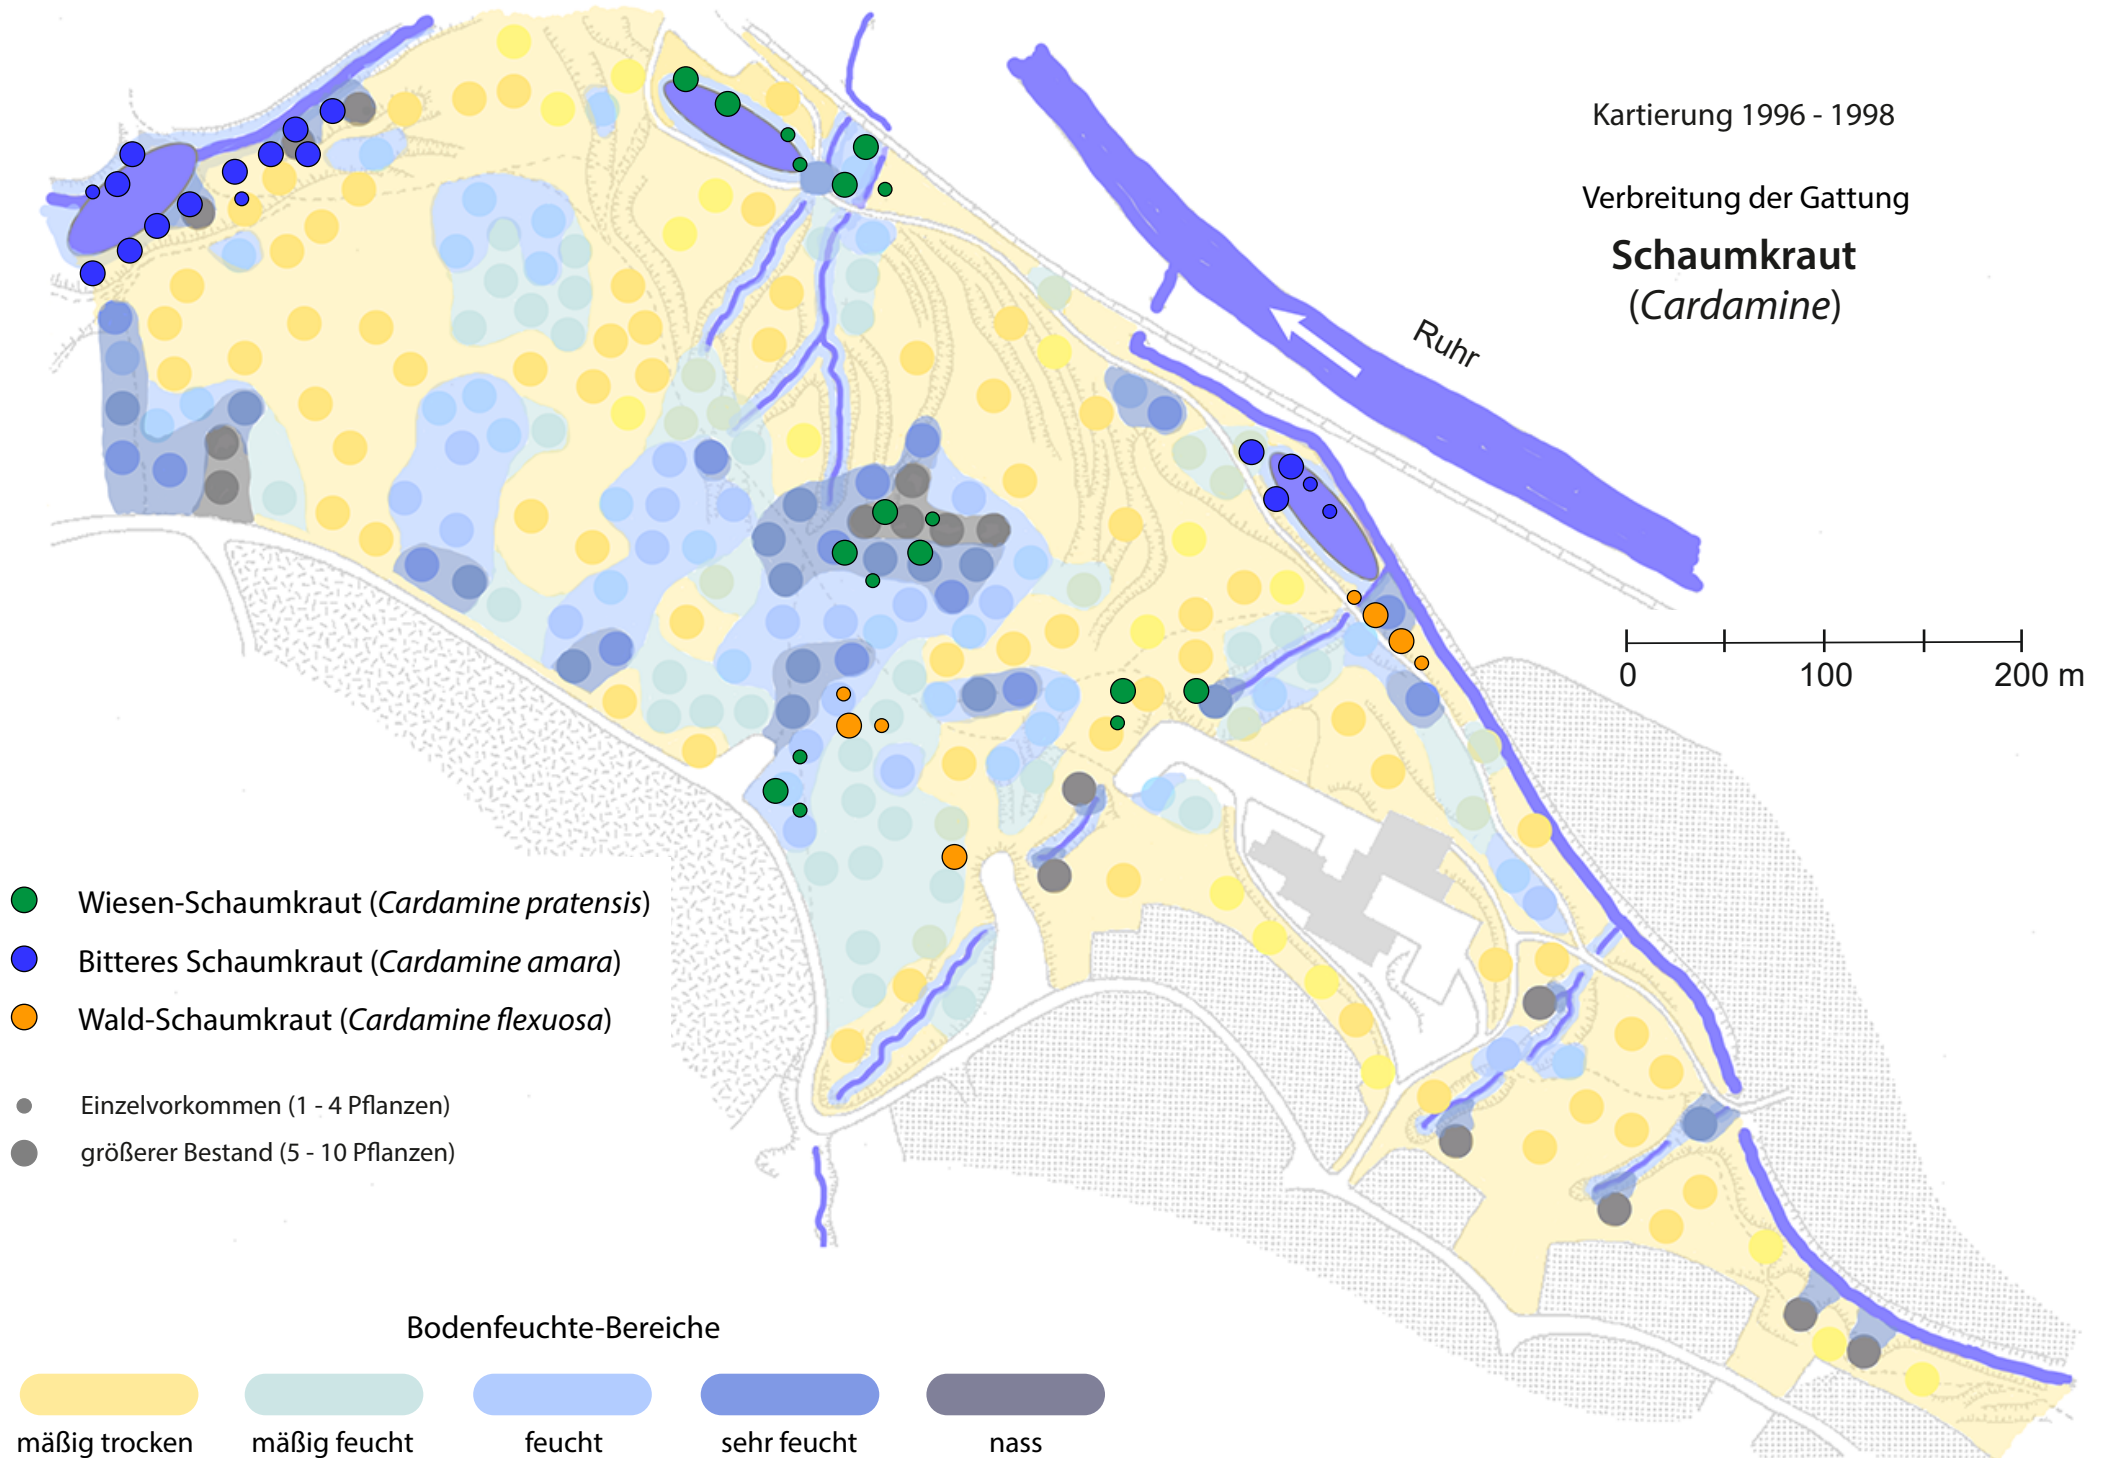 Kartierung 1996 - 1998
Verbreitung der Gattung
Schaumkraut
(Cardamine)
Ruhr
0 100 200 m
Wiesen-Schaumkraut (Cardamine pratensis)
Bitteres Schaumkraut (Cardamine amara)
Wald-Schaumkraut (Cardamine flexuosa)
Einzelvorkommen (1 - 4 Pflanzen)
größerer Bestand (5 - 10 Pflanzen)
Bodenfeuchte-Bereiche
mäßig trocken mäßig feucht feucht sehr feucht nass